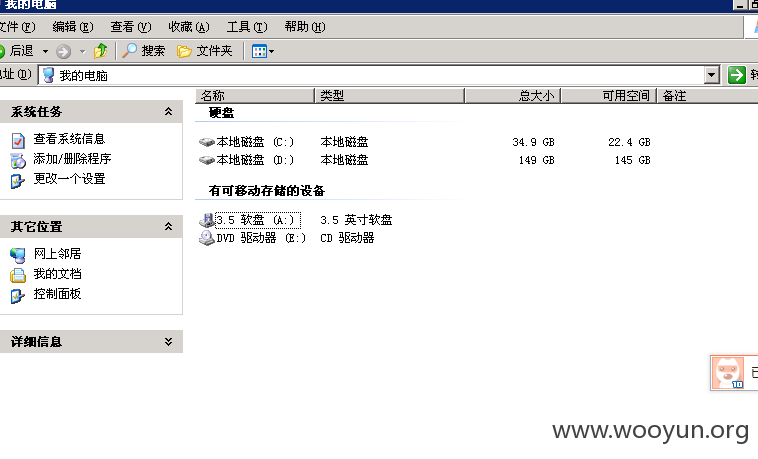 我的电脑
文件(F) 编辑(E) 查看(V) 收藏(A) 工具(T) 帮助(H)
后退 搜索 文件夹
地址(D) 我的电脑 转
名称 类型 总大小 可用空间 备注
硬盘
本地磁盘 (C:) 本地磁盘 34.9 GB 22.4 GB
本地磁盘 (D:) 本地磁盘 149 GB 145 GB
有可移动存储的设备
3.5 软盘 (A:) 3.5 英寸软盘
DVD 驱动器 (E:) CD 驱动器
系统任务
查看系统信息
添加/删除程序
更改一个设置
其它位置
网上邻居
我的文档
控制面板
详细信息
10
www.wooyun.org